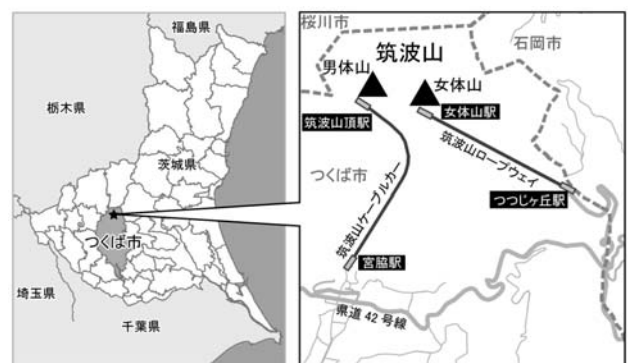 福島県
栃木県
茨城県
つくば市
埼玉県
千葉県
桜川市
筑波山
石岡市
男体山
女体山
筑波山頂駅
女体山駅
筑波山ロープウェイ
つくば市
つつじヶ丘駅
筑波山ケーブルカー
宮脇駅
県道42号線